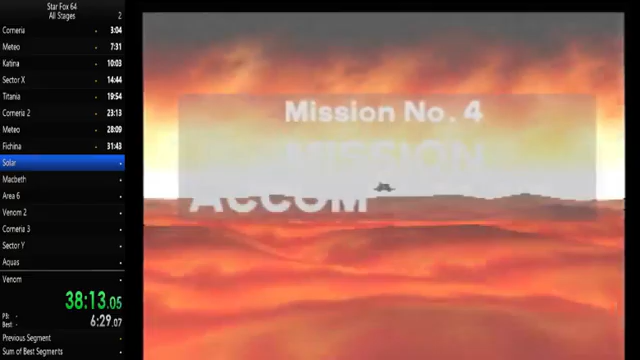 Star Fox 64
All Stages 2
Corneria - 3:04
Meteo - 7:31
Katina - 10:03
Sector X - 14:44
Titania - 19:54
Corneria 2 - 23:13
Meteo - 28:09
Fichina - 31:43
Solar -
Macbeth -
Area 6 -
Venom 2 -
Corneria 3 -
Sector Y -
Aquas -
Venom -
38:13.05
PB: -
Best: - 6:29.07
Previous Segment -
Sum of Best Segments -
Mission No. 4
MISSION
ACCOM